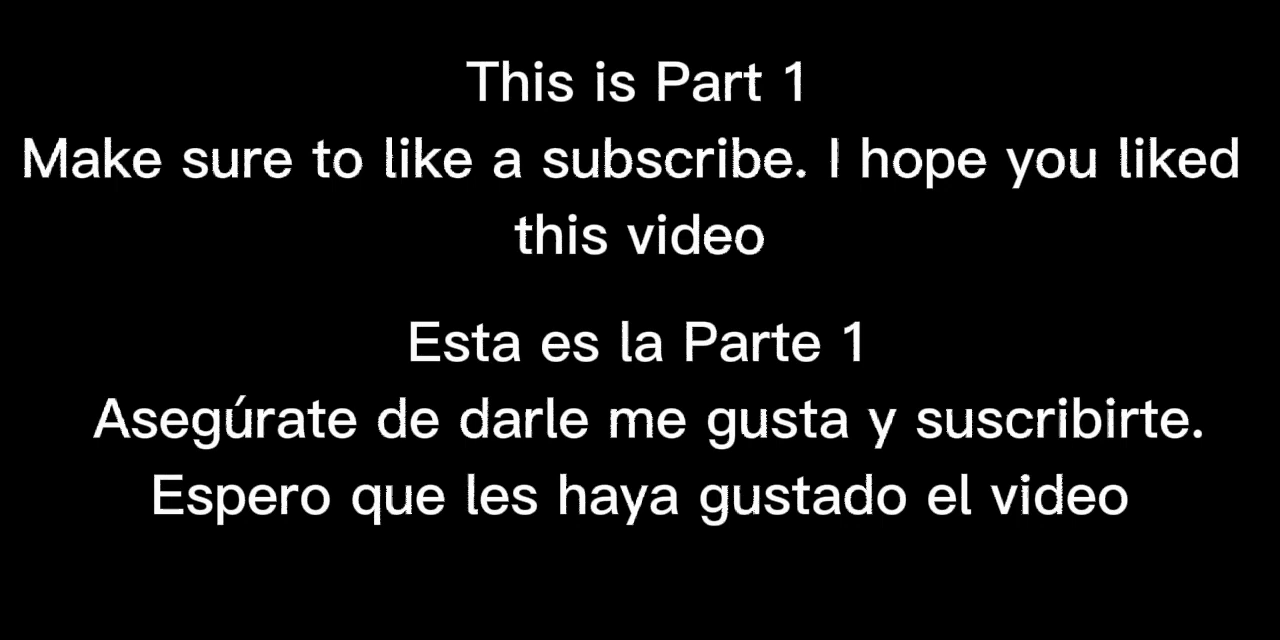 This is Part 1
Make sure to like a subscribe. I hope you liked
this video
Esta es la Parte 1
Asegúrate de darle me gusta y suscribirte.
Espero que les haya gustado el video